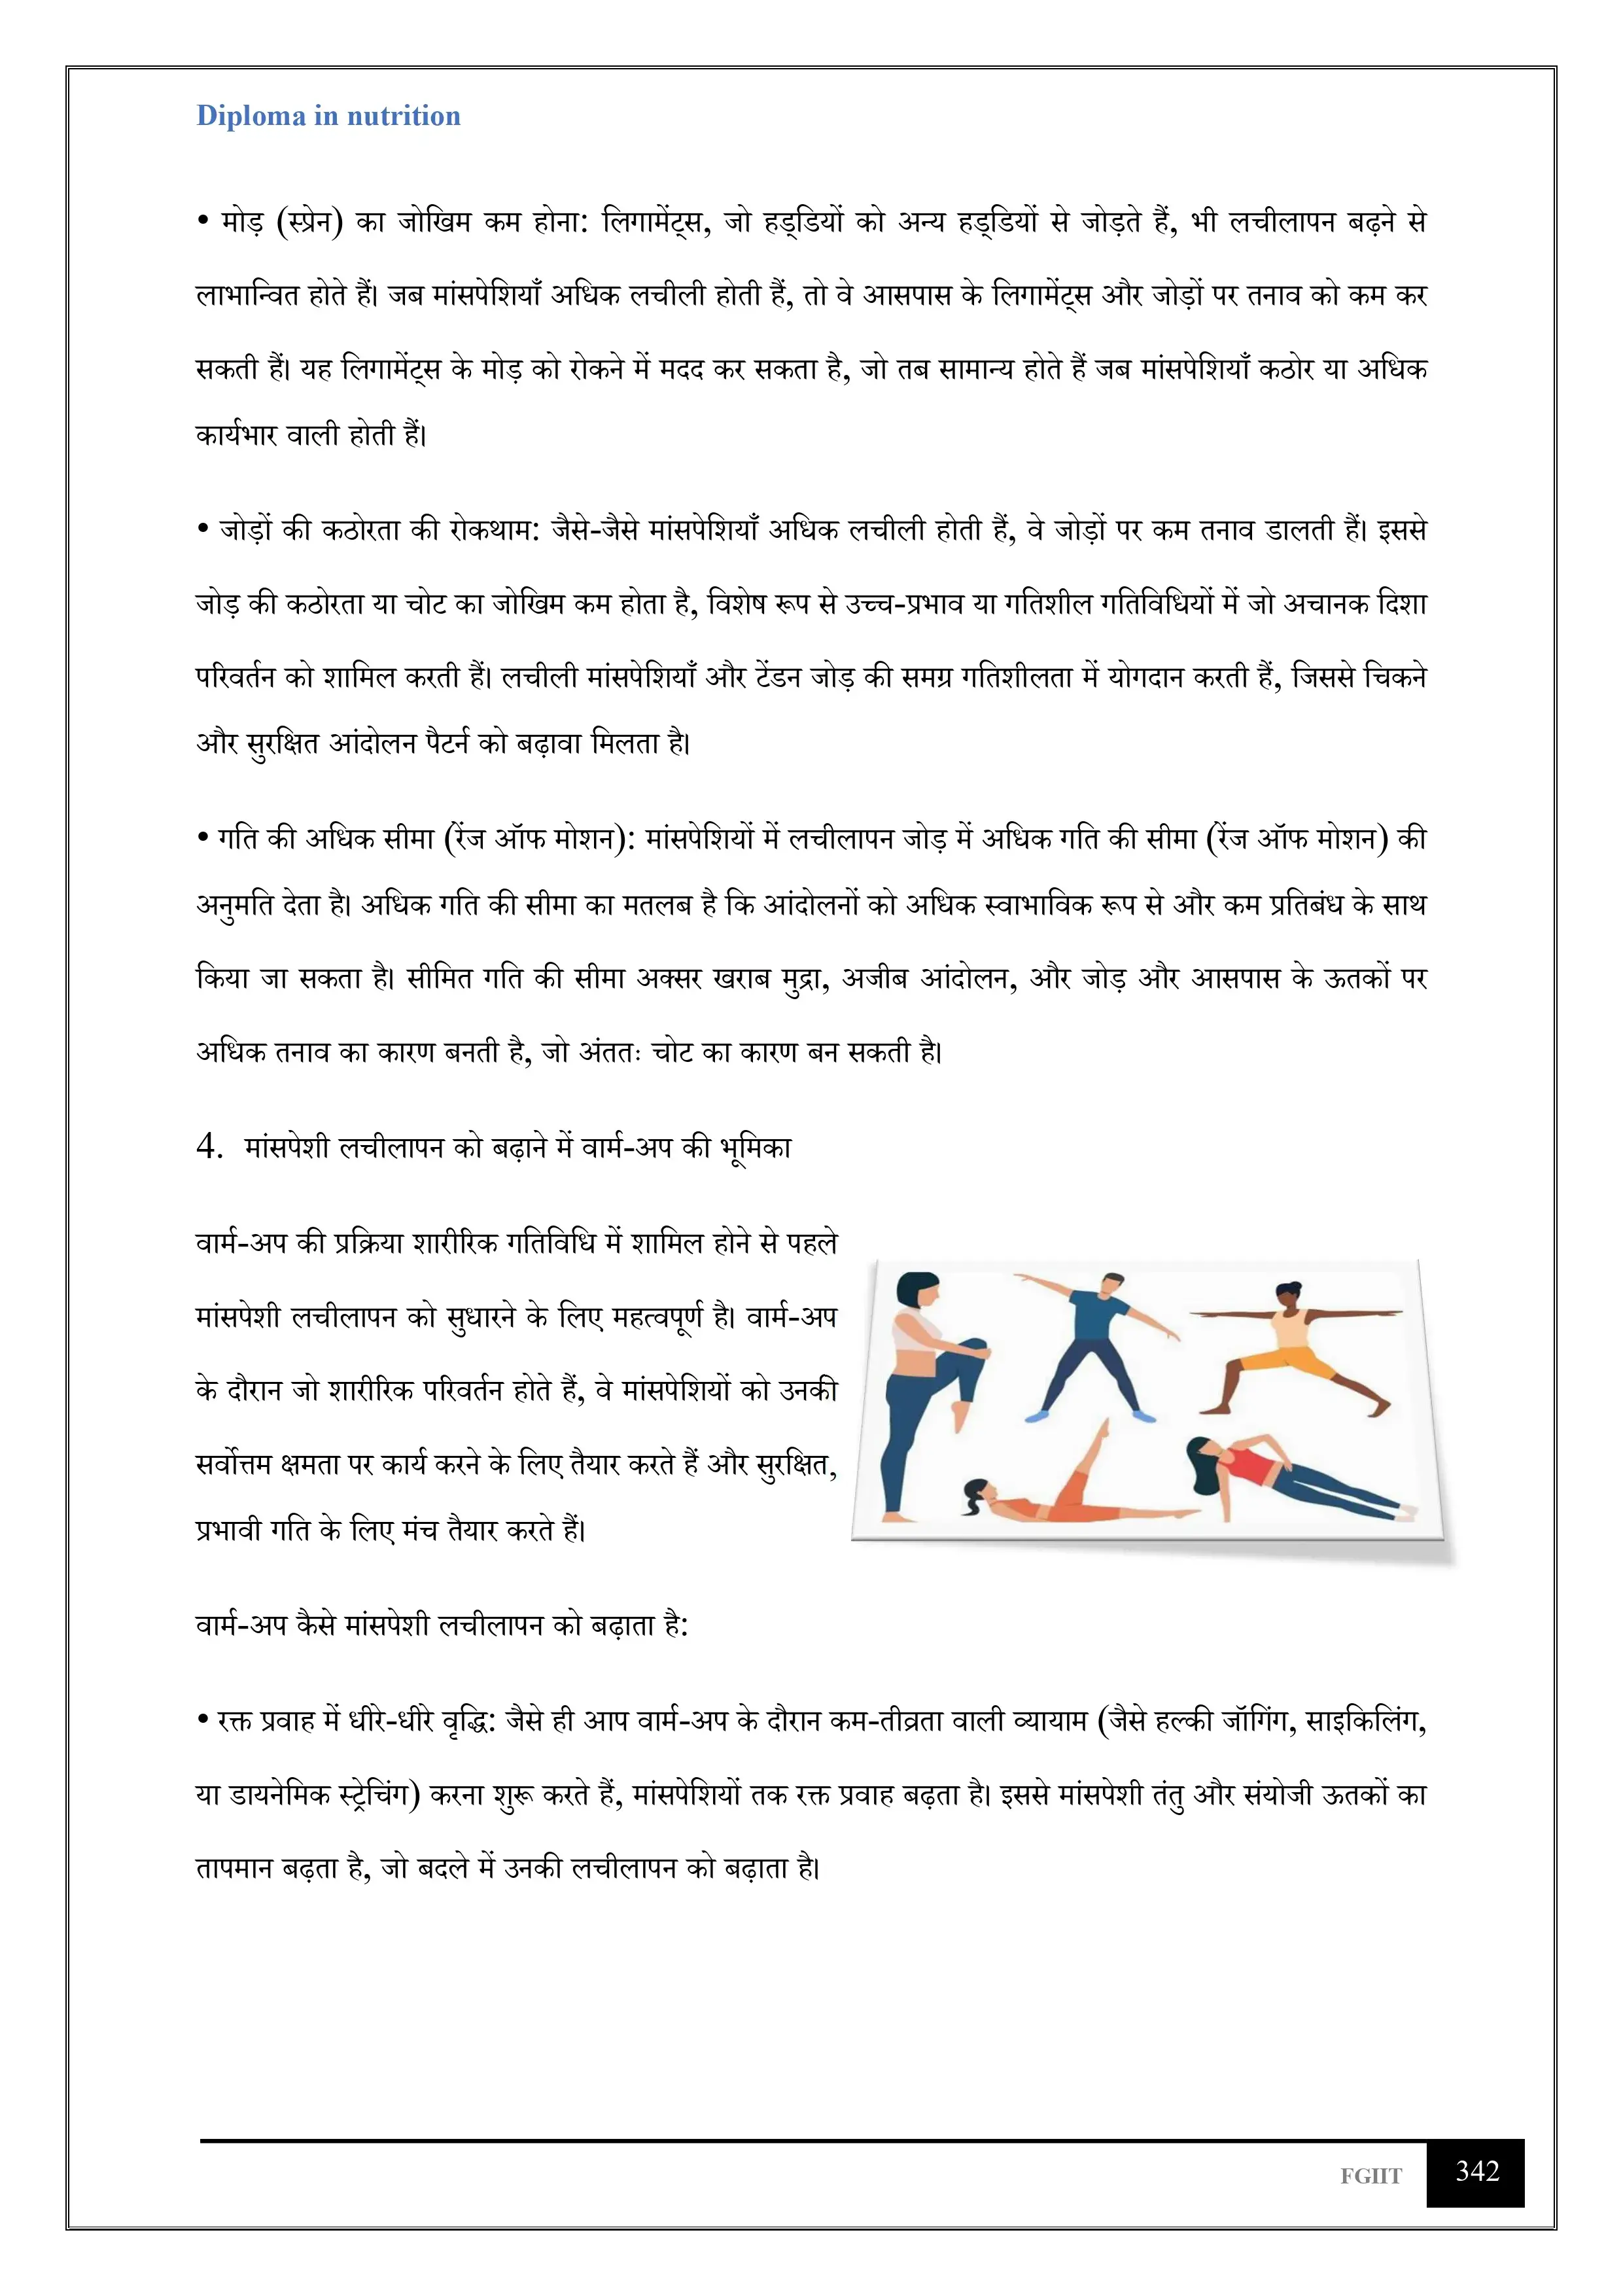 Diploma in nutrition
• मोड़ (स्प्रेन) का जोखिम कम होना: लिगामेंट्स, जो हड्डियों को अन्य हड्डियों से जोड़ते हैं, भी लचीलापन बढ़ने से
लाभान्वित होते हैं। जब मांसपेशियाँ अधिक लचीली होती हैं, तो वे आसपास के लिगामेंट्स और जोड़ों पर तनाव को कम कर
सकती हैं। यह लिगामेंट्स के मोड़ को रोकने में मदद कर सकता है, जो तब सामान्य होते हैं जब मांसपेशियाँ कठोर या अधिक
कार्यभार वाली होती हैं।
• जोड़ों की कठोरता की रोकथाम: जैसे-जैसे मांसपेशियाँ अधिक लचीली होती हैं, वे जोड़ों पर कम तनाव डालती हैं। इससे
जोड़ की कठोरता या चोट का जोखिम कम होता है, विशेष रूप से उच्च-प्रभाव या गतिशील गतिविधियों में जो अचानक दिशा
परिवर्तन को शामिल करती हैं। लचीली मांसपेशियाँ और टेंडन जोड़ की समग्र गतिशीलता में योगदान करती हैं, जिससे चिकने
और सुरक्षित आंदोलन पैटर्न को बढ़ावा मिलता है।
• गति की अधिक सीमा (रेंज ऑफ मोशन): मांसपेशियों में लचीलापन जोड़ में अधिक गति की सीमा (रेंज ऑफ मोशन) की
अनुमति देता है। अधिक गति की सीमा का मतलब है कि आंदोलनों को अधिक स्वाभाविक रूप से और कम प्रतिबंध के साथ
किया जा सकता है। सीमित गति की सीमा अक्सर खराब मुद्रा, अजीब आंदोलन, और जोड़ और आसपास के ऊतकों पर
अधिक तनाव का कारण बनती है, जो अंततः चोट का कारण बन सकती है।
4. मांसपेशी लचीलापन को बढ़ाने में वार्म-अप की भूमिका
वार्म-अप की प्रक्रिया शारीरिक गतिविधि में शामिल होने से पहले
मांसपेशी लचीलापन को सुधारने के लिए महत्वपूर्ण है। वार्म-अप
के दौरान जो शारीरिक परिवर्तन होते हैं, वे मांसपेशियों को उनकी
सर्वोत्तम क्षमता पर कार्य करने के लिए तैयार करते हैं और सुरक्षित,
प्रभावी गति के लिए मंच तैयार करते हैं।
वार्म-अप कैसे मांसपेशी लचीलापन को बढ़ाता है:
• रक्त प्रवाह में धीरे-धीरे वृद्धि: जैसे ही आप वार्म-अप के दौरान कम-तीव्रता वाली व्यायाम (जैसे हल्की जॉगिंग, साइकिलिंग,
या डायनेमिक स्ट्रेचिंग) करना शुरू करते हैं, मांसपेशियों तक रक्त प्रवाह बढ़ता है। इससे मांसपेशी तंतु और संयोजी ऊतकों का
तापमान बढ़ता है, जो बदले में उनकी लचीलापन को बढ़ाता है।
FGIIT
342